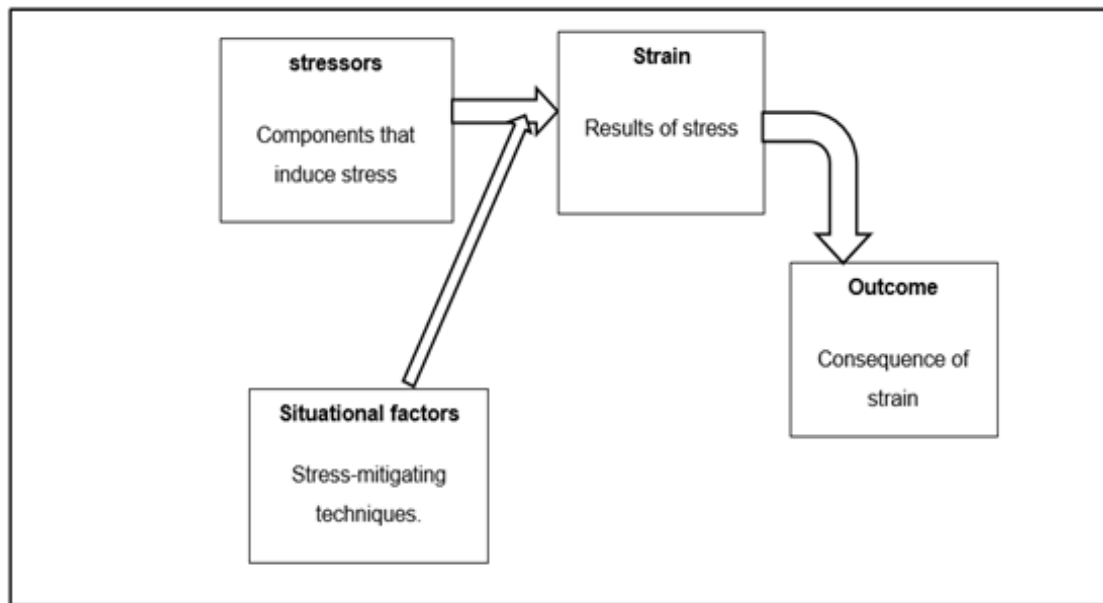 stressors
Components that
induce stress
Strain
Results of stress
Outcome
Consequence of
strain
Situational factors
Stress-mitigating
techniques.